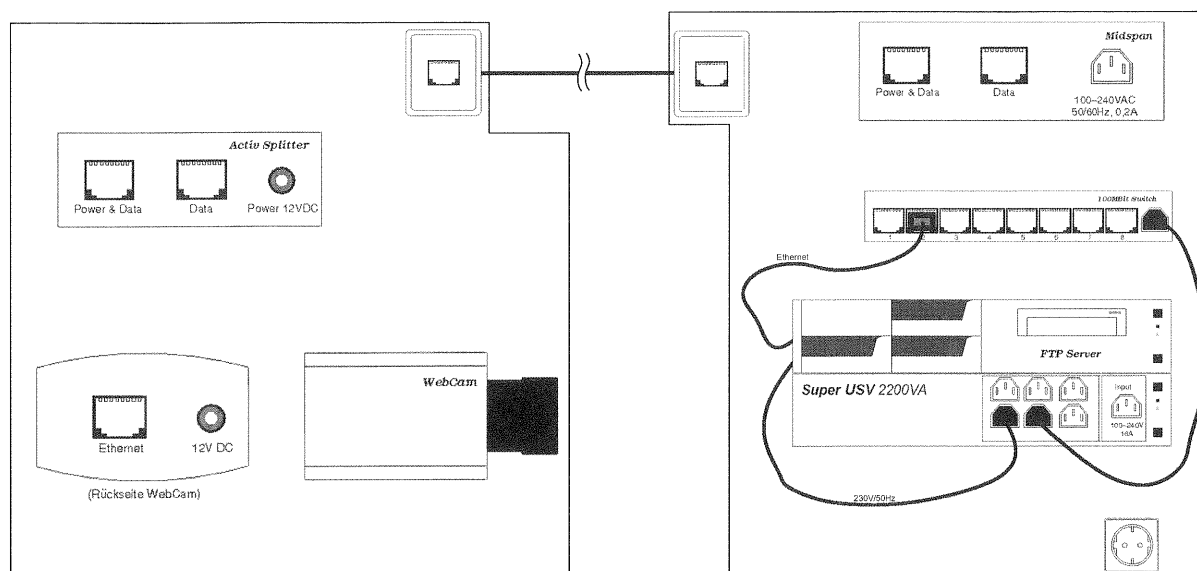 Activ Splitter
Power & Data
Data
Power 12VDC
Ethernet
12V DC
(Rückseite WebCam)
WebCam
Midspan
Power & Data
Data
100–240VAC
50/60Hz, 0,2A
100MBit Switch
1 2 3 4 5 6 7 8
Ethernet
FTP Server
Super USV 2200VA
Input
100–240V
16A
230V/50Hz